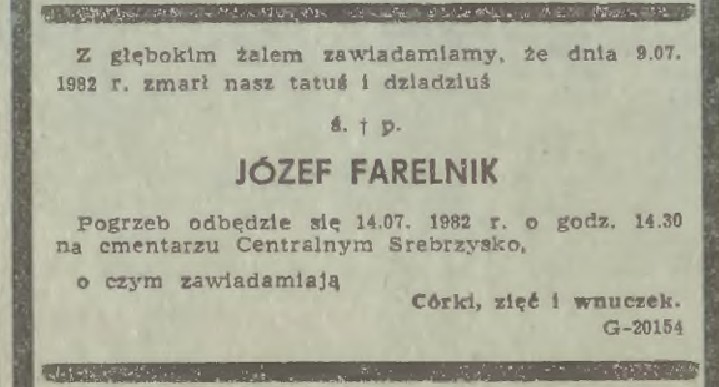 Z głębokim żalem zawiadamiamy, że dnia 9.07.
1982 r. zmarł nasz tatuś i dziadziuś
ś. † p.
JÓZEF FARELNIK
Pogrzeb odbędzie się 14.07. 1982 r. o godz. 14.30
na cmentarzu Centralnym Srebrzysko,
o czym zawiadamiają
Córki, zięć i wnuczek.
G-20154